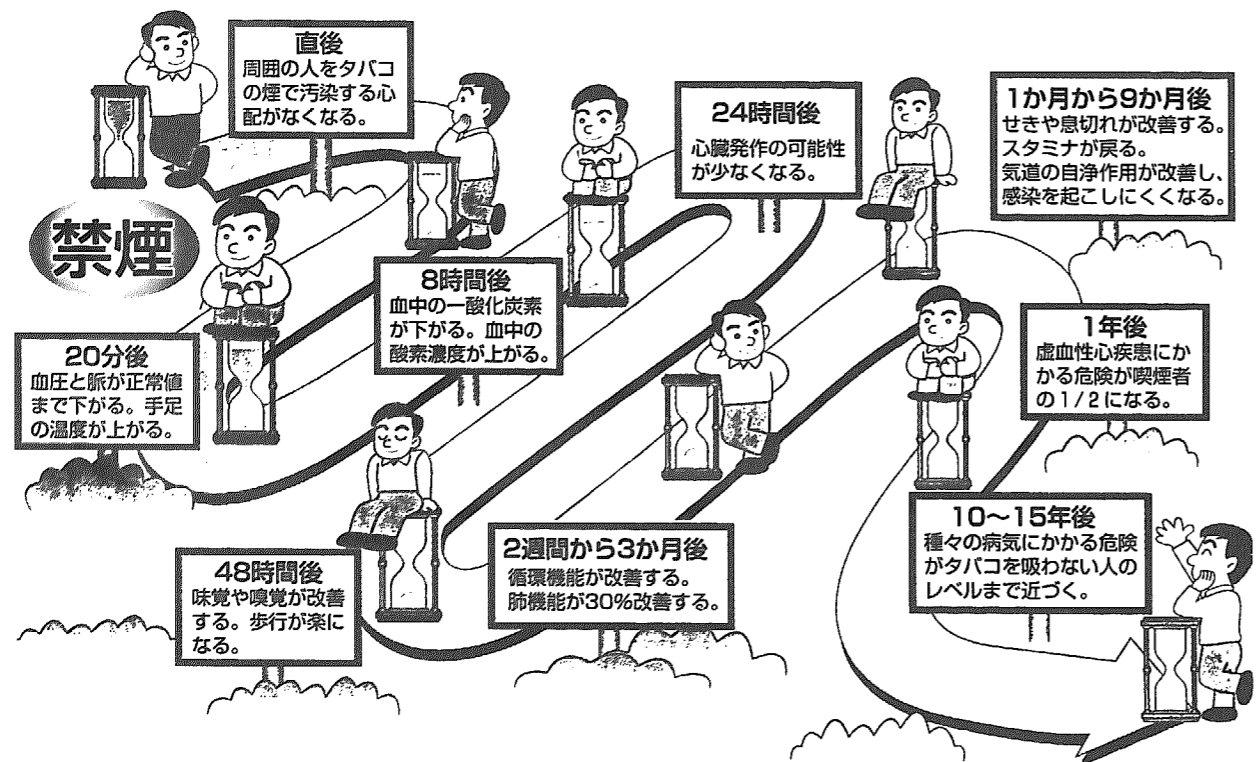 禁煙
直後
周囲の人をタバコ
の煙で汚染する心
配がなくなる。
20分後
血圧と脈が正常値
まで下がる。手足
の温度が上がる。
8時間後
血中の一酸化炭素
が下がる。血中の
酸素濃度が上がる。
24時間後
心臓発作の可能性
が少なくなる。
48時間後
味覚や嗅覚が改善
する。歩行が楽に
なる。
2週間から3か月後
循環機能が改善する。
肺機能が30%改善する。
1か月から9か月後
せきや息切れが改善する。
スタミナが戻る。
気道の自浄作用が改善し、
感染を起こしにくくなる。
1年後
虚血性心疾患にか
かる危険が喫煙者
の1/2になる。
10〜15年後
種々の病気にかかる危険
がタバコを吸わない人の
レベルまで近づく。